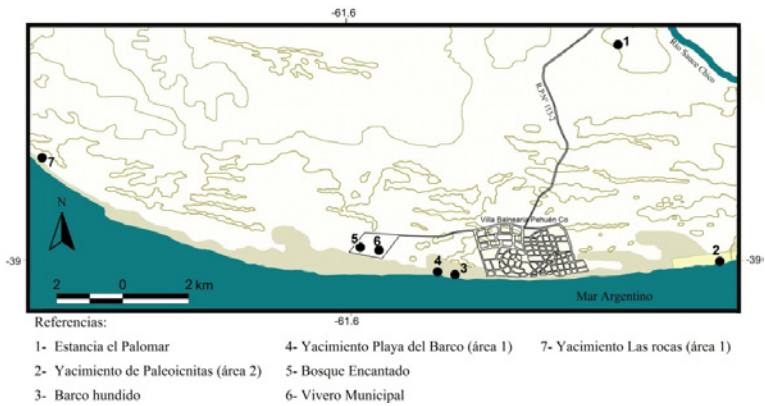 -61.6
1
Rio Sauce Chico
R.P.Nº 113-2
7
N
Villa Balnearia Pehuén Co
5
6
-39
2
-39
4
3
2 0 2 km
Mar Argentino
-61.6
Referencias:
1- Estancia el Palomar
4- Yacimiento Playa del Barco (área 1)
7- Yacimiento Las rocas (área 1)
2- Yacimiento de Paleoicnitas (área 2)
5- Bosque Encantado
3- Barco hundido
6- Vivero Municipal